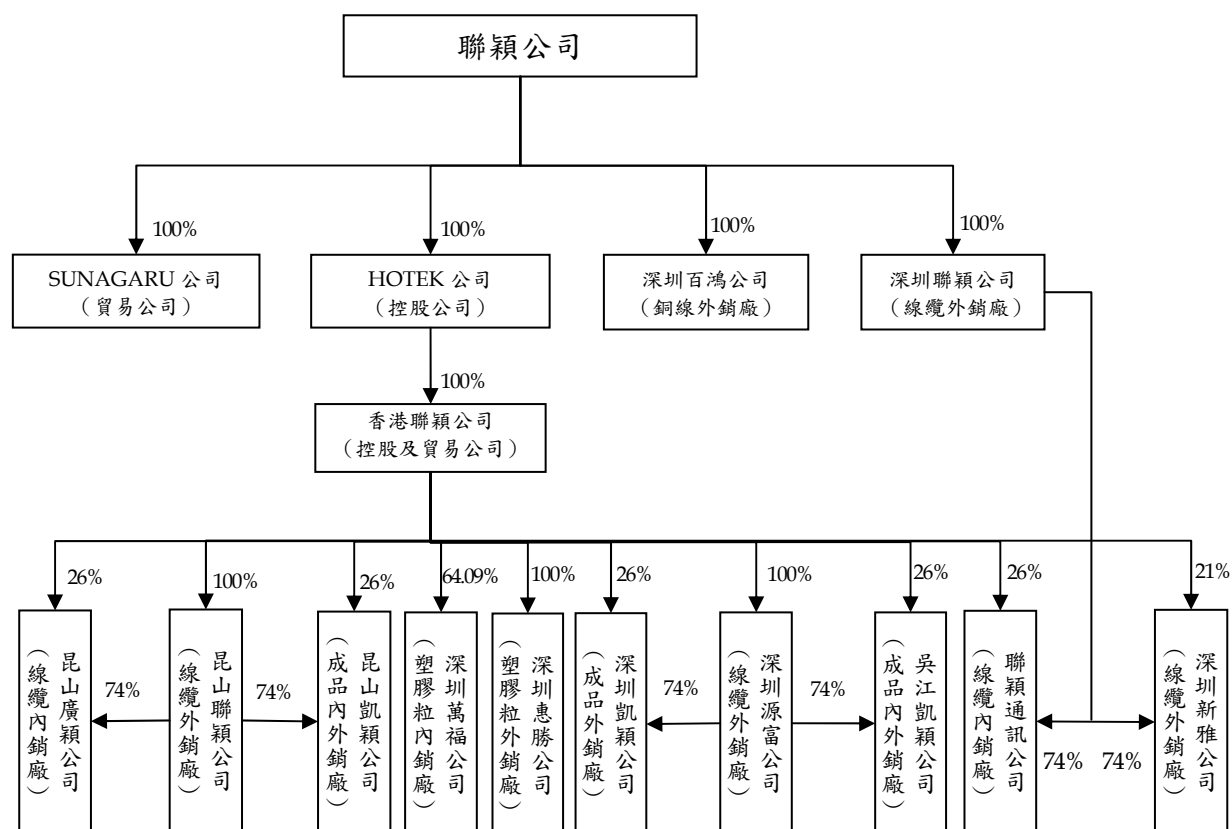 聯穎公司
100%
100%
100%
100%
SUNAGARU 公司
（貿易公司）
HOTEK 公司
（控股公司）
深圳百鴻公司
（銅線外銷廠）
深圳聯穎公司
（線纜外銷廠）
100%
香港聯穎公司
（控股及貿易公司）
26%
100%
26%
64.09%
100%
26%
100%
26%
26%
21%
昆山廣穎公司
（線纜內銷廠）
74%
昆山聯穎公司
（線纜外銷廠）
74%
昆山凱穎公司
（成品內外銷廠）
深圳萬福公司
（塑膠粒內銷廠）
深圳惠勝公司
（塑膠粒外銷廠）
深圳凱穎公司
（成品外銷廠）
74%
深圳源富公司
（線纜外銷廠）
74%
吳江凱穎公司
（成品內外銷廠）
聯穎通訊公司
（線纜內銷廠）
74%
74%
深圳新雅公司
（線纜外銷廠）